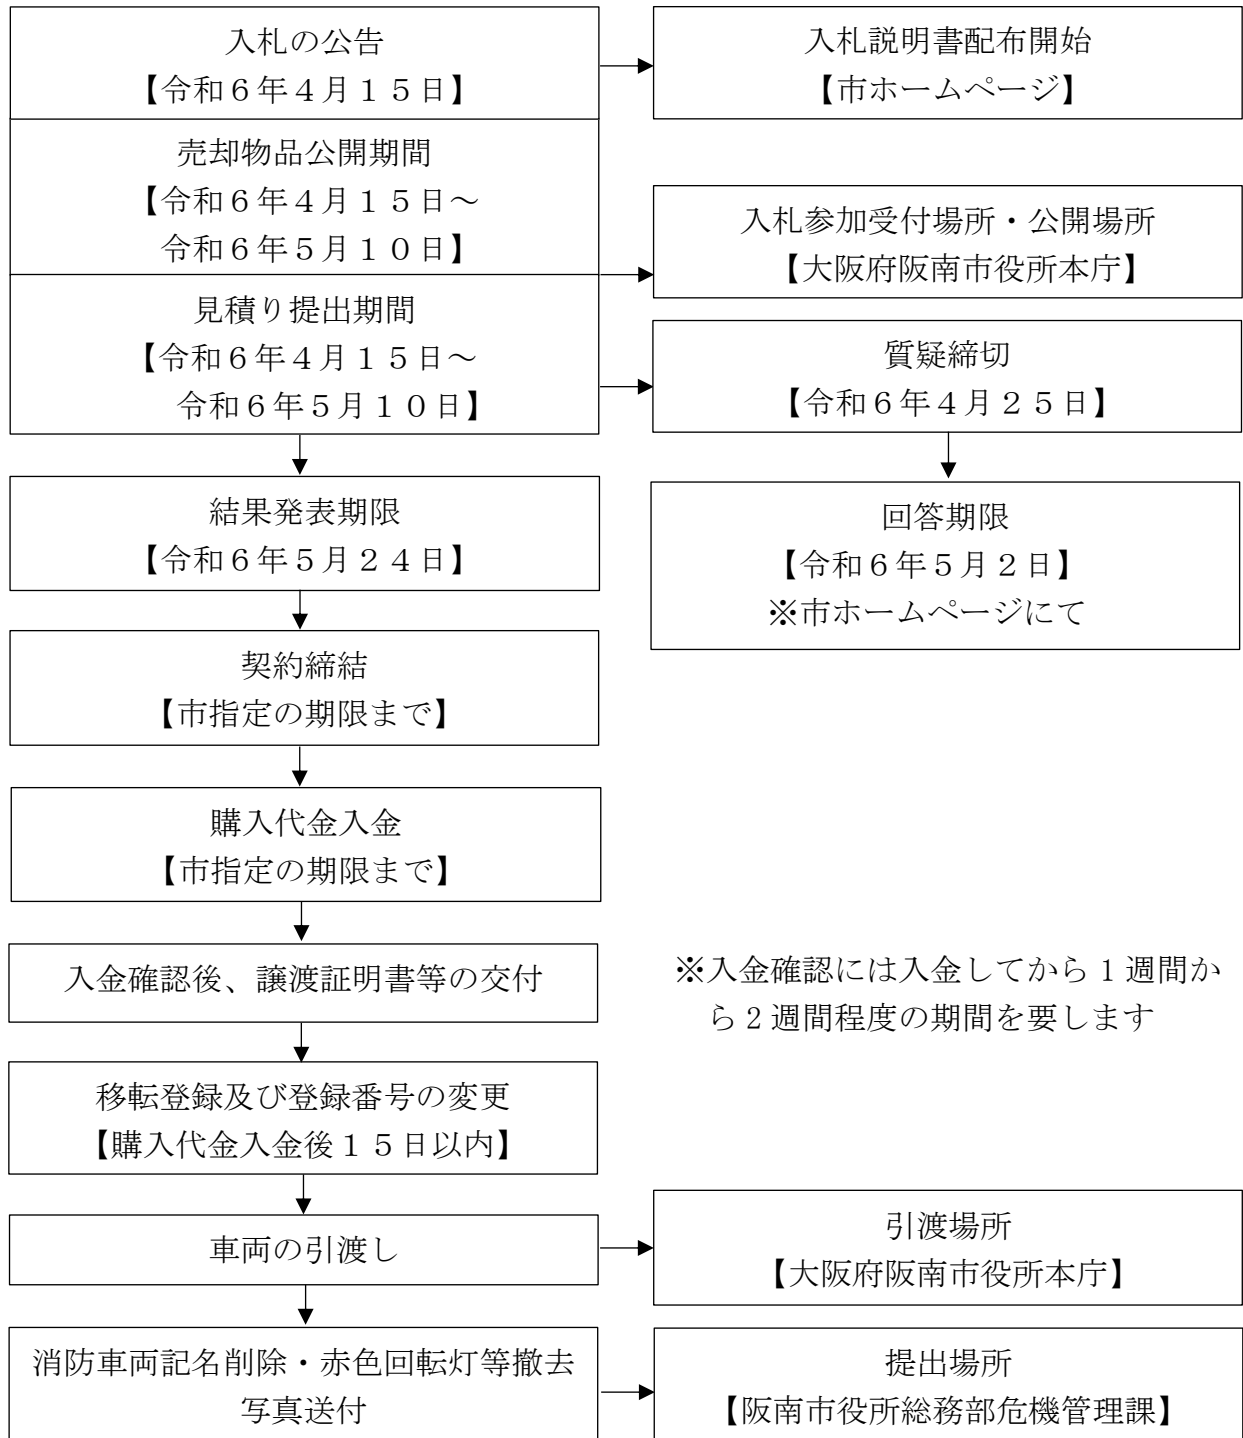 入札の公告
【令和６年４月１５日】
入札説明書配布開始
【市ホームページ】
売却物品公開期間
【令和６年４月１５日～
令和６年５月１０日】
入札参加受付場所・公開場所
【大阪府阪南市役所本庁】
見積り提出期間
【令和６年４月１５日～
令和６年５月１０日】
質疑締切
【令和６年４月２５日】
結果発表期限
【令和６年５月２４日】
回答期限
【令和６年５月２日】
※市ホームページにて
契約締結
【市指定の期限まで】
購入代金入金
【市指定の期限まで】
入金確認後、譲渡証明書等の交付
※入金確認には入金してから 1 週間か
ら 2 週間程度の期間を要します
移転登録及び登録番号の変更
【購入代金入金後１５日以内】
車両の引渡し
引渡場所
【大阪府阪南市役所本庁】
消防車両記名削除・赤色回転灯等撤去
写真送付
提出場所
【阪南市役所総務部危機管理課】